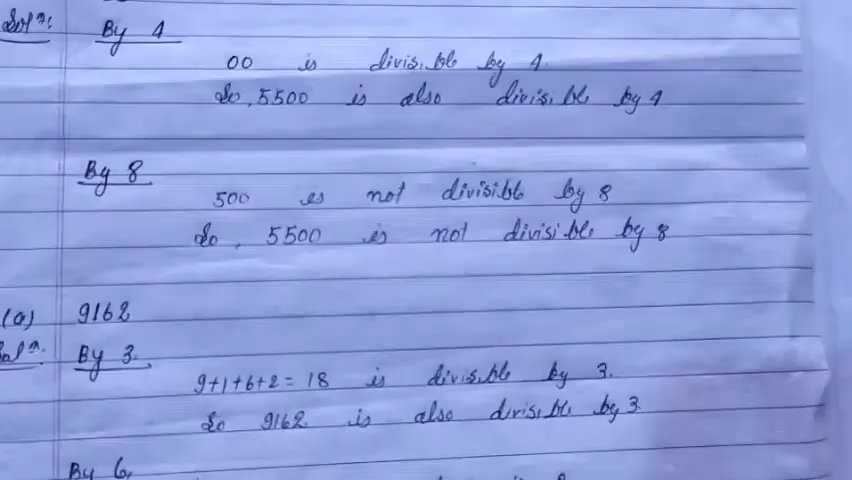 Solⁿ: By 4
00 is divisible by 4.
So, 5500 is also divisible by 4
By 8
500 is not divisible by 8
So, 5500 is not divisible by 8
(a) 9162
Solⁿ. By 3.
9+1+6+2=18 is divisible by 3.
So 9162 is also divisible by 3
By 6,